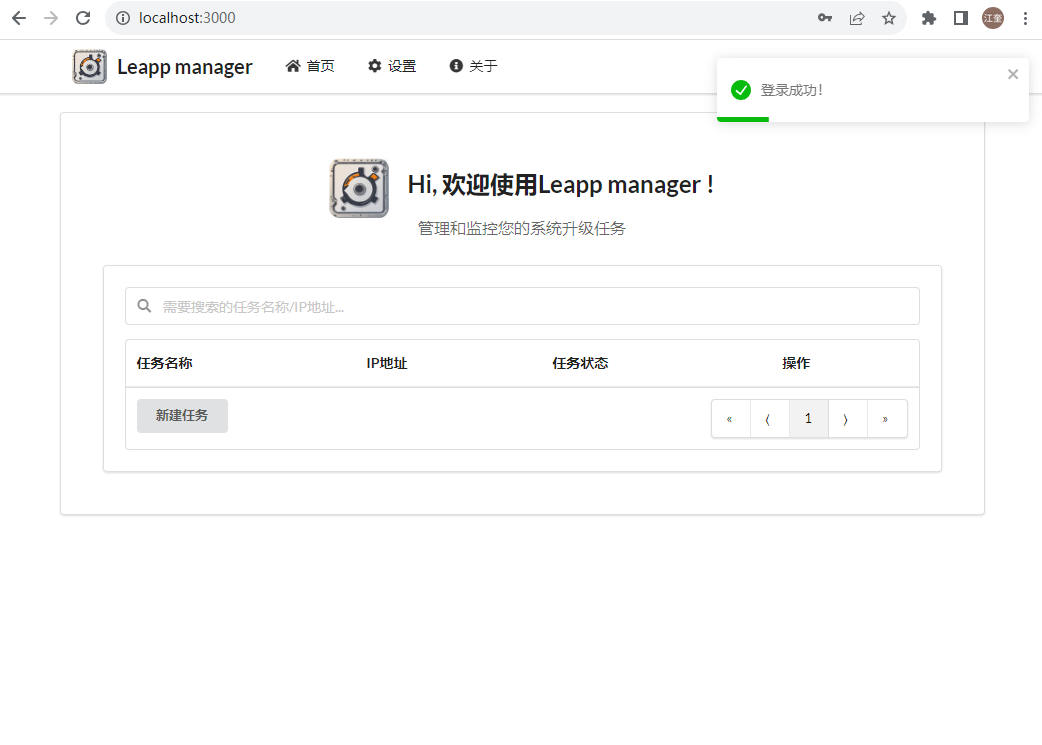 localhost:3000
江奎
Leapp manager 首页 设置 关于
登录成功!
Hi, 欢迎使用Leapp manager !
管理和监控您的系统升级任务
需要搜索的任务名称/IP地址...
任务名称 IP地址 任务状态 操作
新建任务 « ⟨ 1 ⟩ »